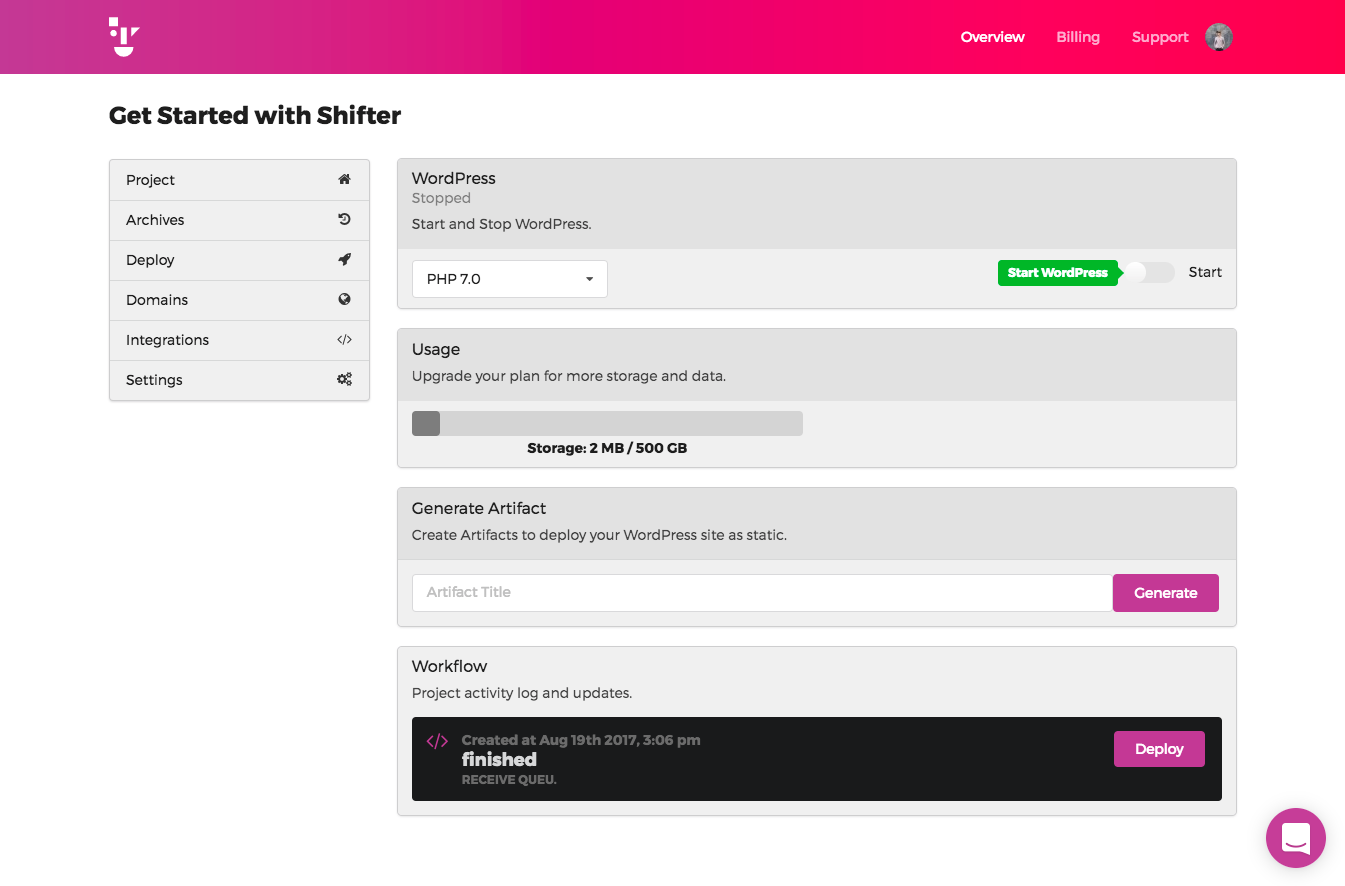 Overview
Billing
Support
Get Started with Shifter
Project
Archives
Deploy
Domains
Integrations
Settings
WordPress
Stopped
Start and Stop WordPress.
PHP 7.0
Start WordPress
Start
Usage
Upgrade your plan for more storage and data.
Storage: 2 MB / 500 GB
Generate Artifact
Create Artifacts to deploy your WordPress site as static.
Artifact Title
Generate
Workflow
Project activity log and updates.
Created at Aug 19th 2017, 3:06 pm
finished
RECEIVE QUEU.
Deploy